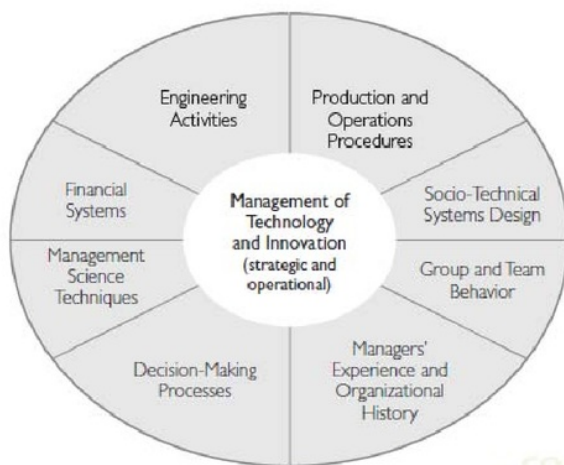 Engineering
Activities
Production and
Operations
Procedures
Financial
Systems
Management of
Technology
and Innovation
(strategic and
operational)
Socio-Technical
Systems Design
Management
Science
Techniques
Group and Team
Behavior
Decision-Making
Processes
Managers'
Experience and
Organizational
History